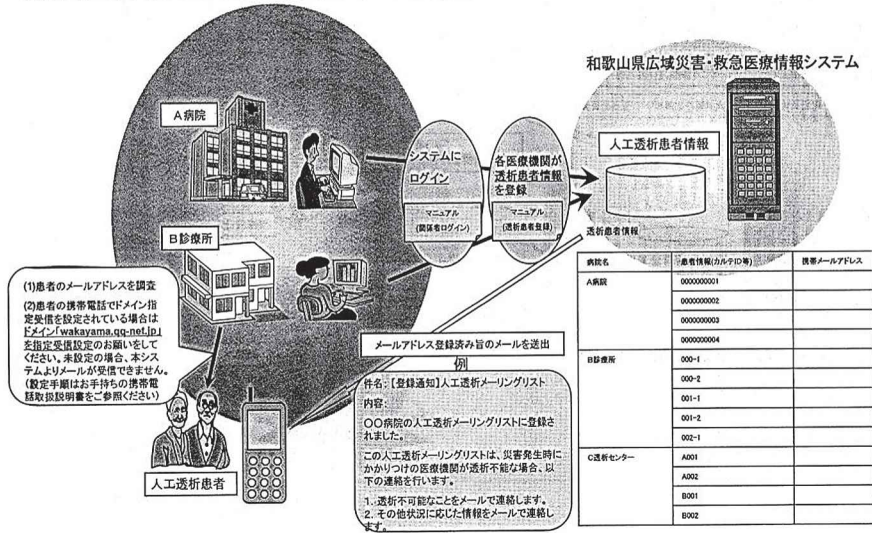 和歌山県広域災害・救急医療情報システム
A病院
システムに
ログイン
マニュアル
(関係者ログイン)
各医療機関が
透析患者情報
を登録
マニュアル
(透析患者登録)
人工透析患者情報
B診療所
(1)患者のメールアドレスを調査
(2)患者の携帯電話でドメイン指
定受信を設定されている場合は
ドメイン「wakayama.qq-net.jp」
を指定受信設定のお願いをして
ください。未設定の場合、本シス
テムよりメールが受信できません。
(設定手順はお手持ちの携帯電
話取扱説明書をご参照ください)
人工透析患者
メールアドレス登録済み旨のメールを送出
例
件名:【登録通知】人工透析メーリングリスト
内容:
〇〇病院の人工透析メーリングリストに登録さ
れました。
この人工透析メーリングリストは、災害発生時に
かかりつけの医療機関が透析不能な場合、以
下の連絡を行います。
1. 透析不可能なことをメールで連絡します。
2. その他状況に応じた情報をメールで連絡し
ます。
透析患者情報
病院名 患者情報(カルテID等) 携帯メールアドレス
A病院 0000000001
0000000002
0000000003
0000000004
B診療所 000-1
000-2
001-1
001-2
002-1
C透析センター A001
A002
B001
B002